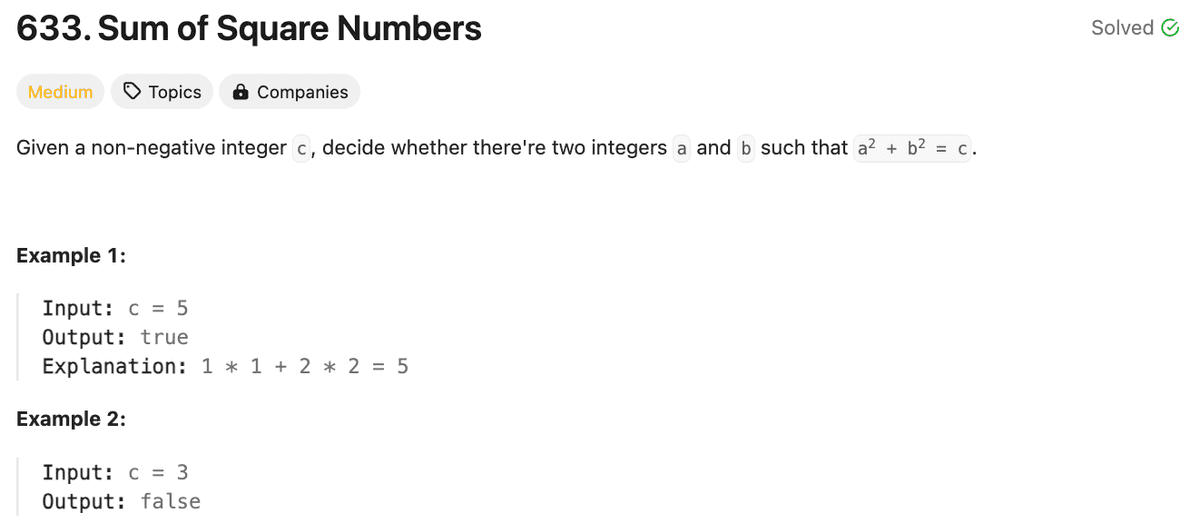 633. Sum of Square Numbers
Solved
Medium Topics Companies
Given a non-negative integer c, decide whether there're two integers a and b such that a² + b² = c.
Example 1:
Input: c = 5
Output: true
Explanation: 1 * 1 + 2 * 2 = 5
Example 2:
Input: c = 3
Output: false